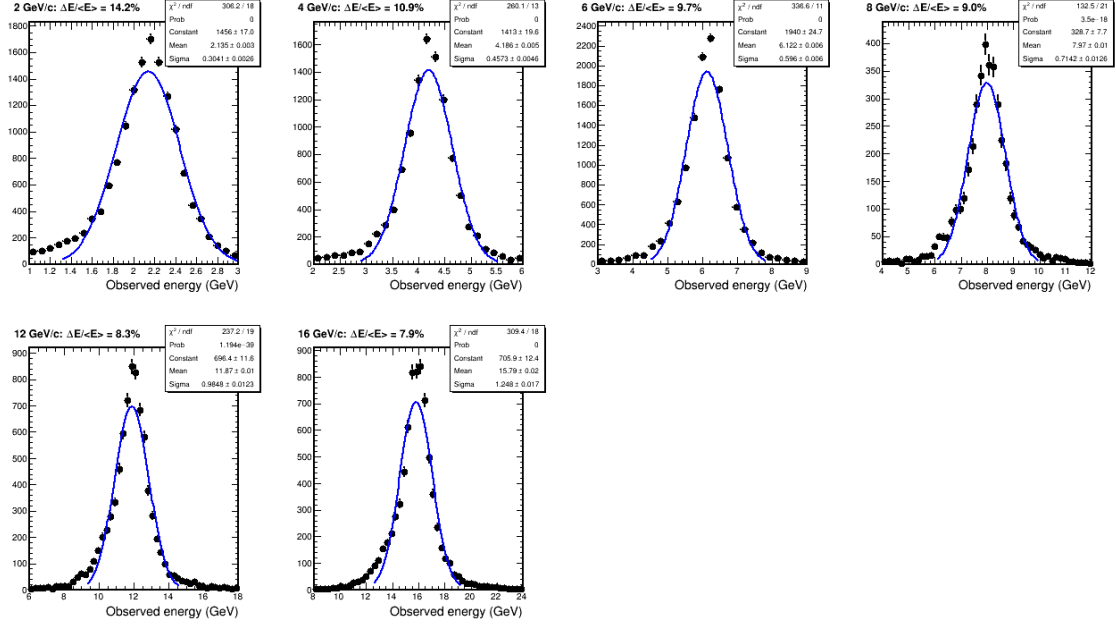 2 GeV/c: ΔE/<E> = 14.2%
χ² / ndf 306.2 / 18
Prob 0
Constant 1456 ± 17.0
Mean 2.135 ± 0.003
Sigma 0.3041 ± 0.0026
1600
1400
1200
1000
800
600
400
200
0
1 1.2 1.4 1.6 1.8 2 2.2 2.4 2.6 2.8 3
Observed energy (GeV)
4 GeV/c: ΔE/<E> = 10.9%
χ² / ndf 260.1 / 13
Prob 0
Constant 1413 ± 19.6
Mean 4.186 ± 0.005
Sigma 0.4573 ± 0.0046
1600
1400
1200
1000
800
600
400
200
0
2 2.5 3 3.5 4 4.5 5 5.5 6
Observed energy (GeV)
6 GeV/c: ΔE/<E> = 9.7%
χ² / ndf 336.6 / 11
Prob 0
Constant 1940 ± 24.7
Mean 6.122 ± 0.006
Sigma 0.596 ± 0.006
2400
2200
2000
1800
1600
1400
1200
1000
800
600
400
200
0
3 4 5 6 7 8 9
Observed energy (GeV)
8 GeV/c: ΔE/<E> = 9.0%
χ² / ndf 132.5 / 21
Prob 3.5e-18
Constant 328.7 ± 7.7
Mean 7.97 ± 0.01
Sigma 0.7142 ± 0.0126
400
350
300
250
200
150
100
50
0
4 5 6 7 8 9 10 11 12
Observed energy (GeV)
12 GeV/c: ΔE/<E> = 8.3%
χ² / ndf 237.2 / 19
Prob 1.194e-39
Constant 696.4 ± 11.6
Mean 11.87 ± 0.01
Sigma 0.9848 ± 0.0123
900
800
700
600
500
400
300
200
100
0
6 8 10 12 14 16 18
Observed energy (GeV)
16 GeV/c: ΔE/<E> = 7.9%
χ² / ndf 309.4 / 18
Prob 0
Constant 705.9 ± 12.4
Mean 15.79 ± 0.02
Sigma 1.248 ± 0.017
900
800
700
600
500
400
300
200
100
0
8 10 12 14 16 18 20 22 24
Observed energy (GeV)